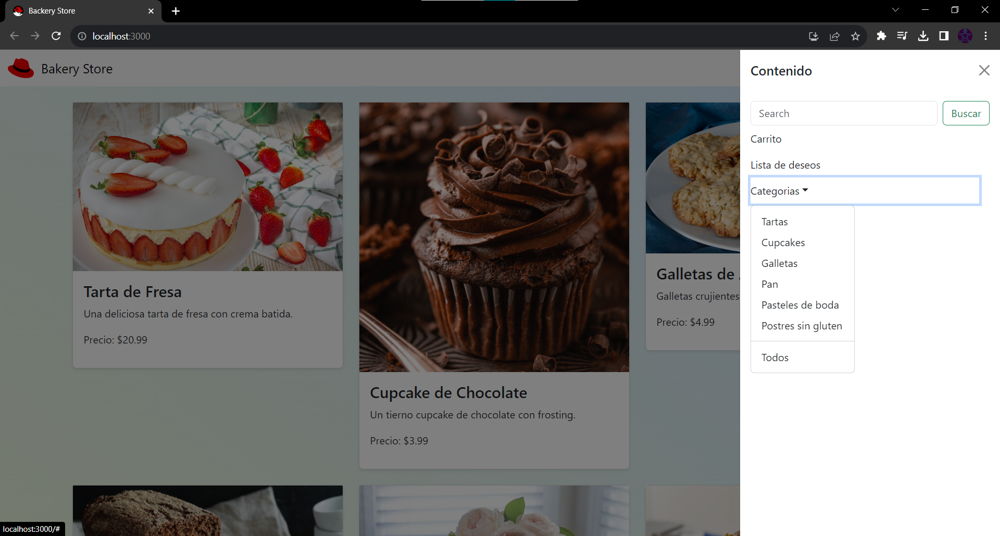 Backery Store
localhost:3000
Bakery Store
Contenido
Search
Buscar
Carrito
Lista de deseos
Categorias
Tartas
Cupcakes
Galletas
Pan
Pasteles de boda
Postres sin gluten
Todos
Tarta de Fresa
Una deliciosa tarta de fresa con crema batida.
Precio: $20.99
Cupcake de Chocolate
Un tierno cupcake de chocolate con frosting.
Precio: $3.99
Galletas de
Galletas crujientes
Precio: $4.99
localhost:3000/#